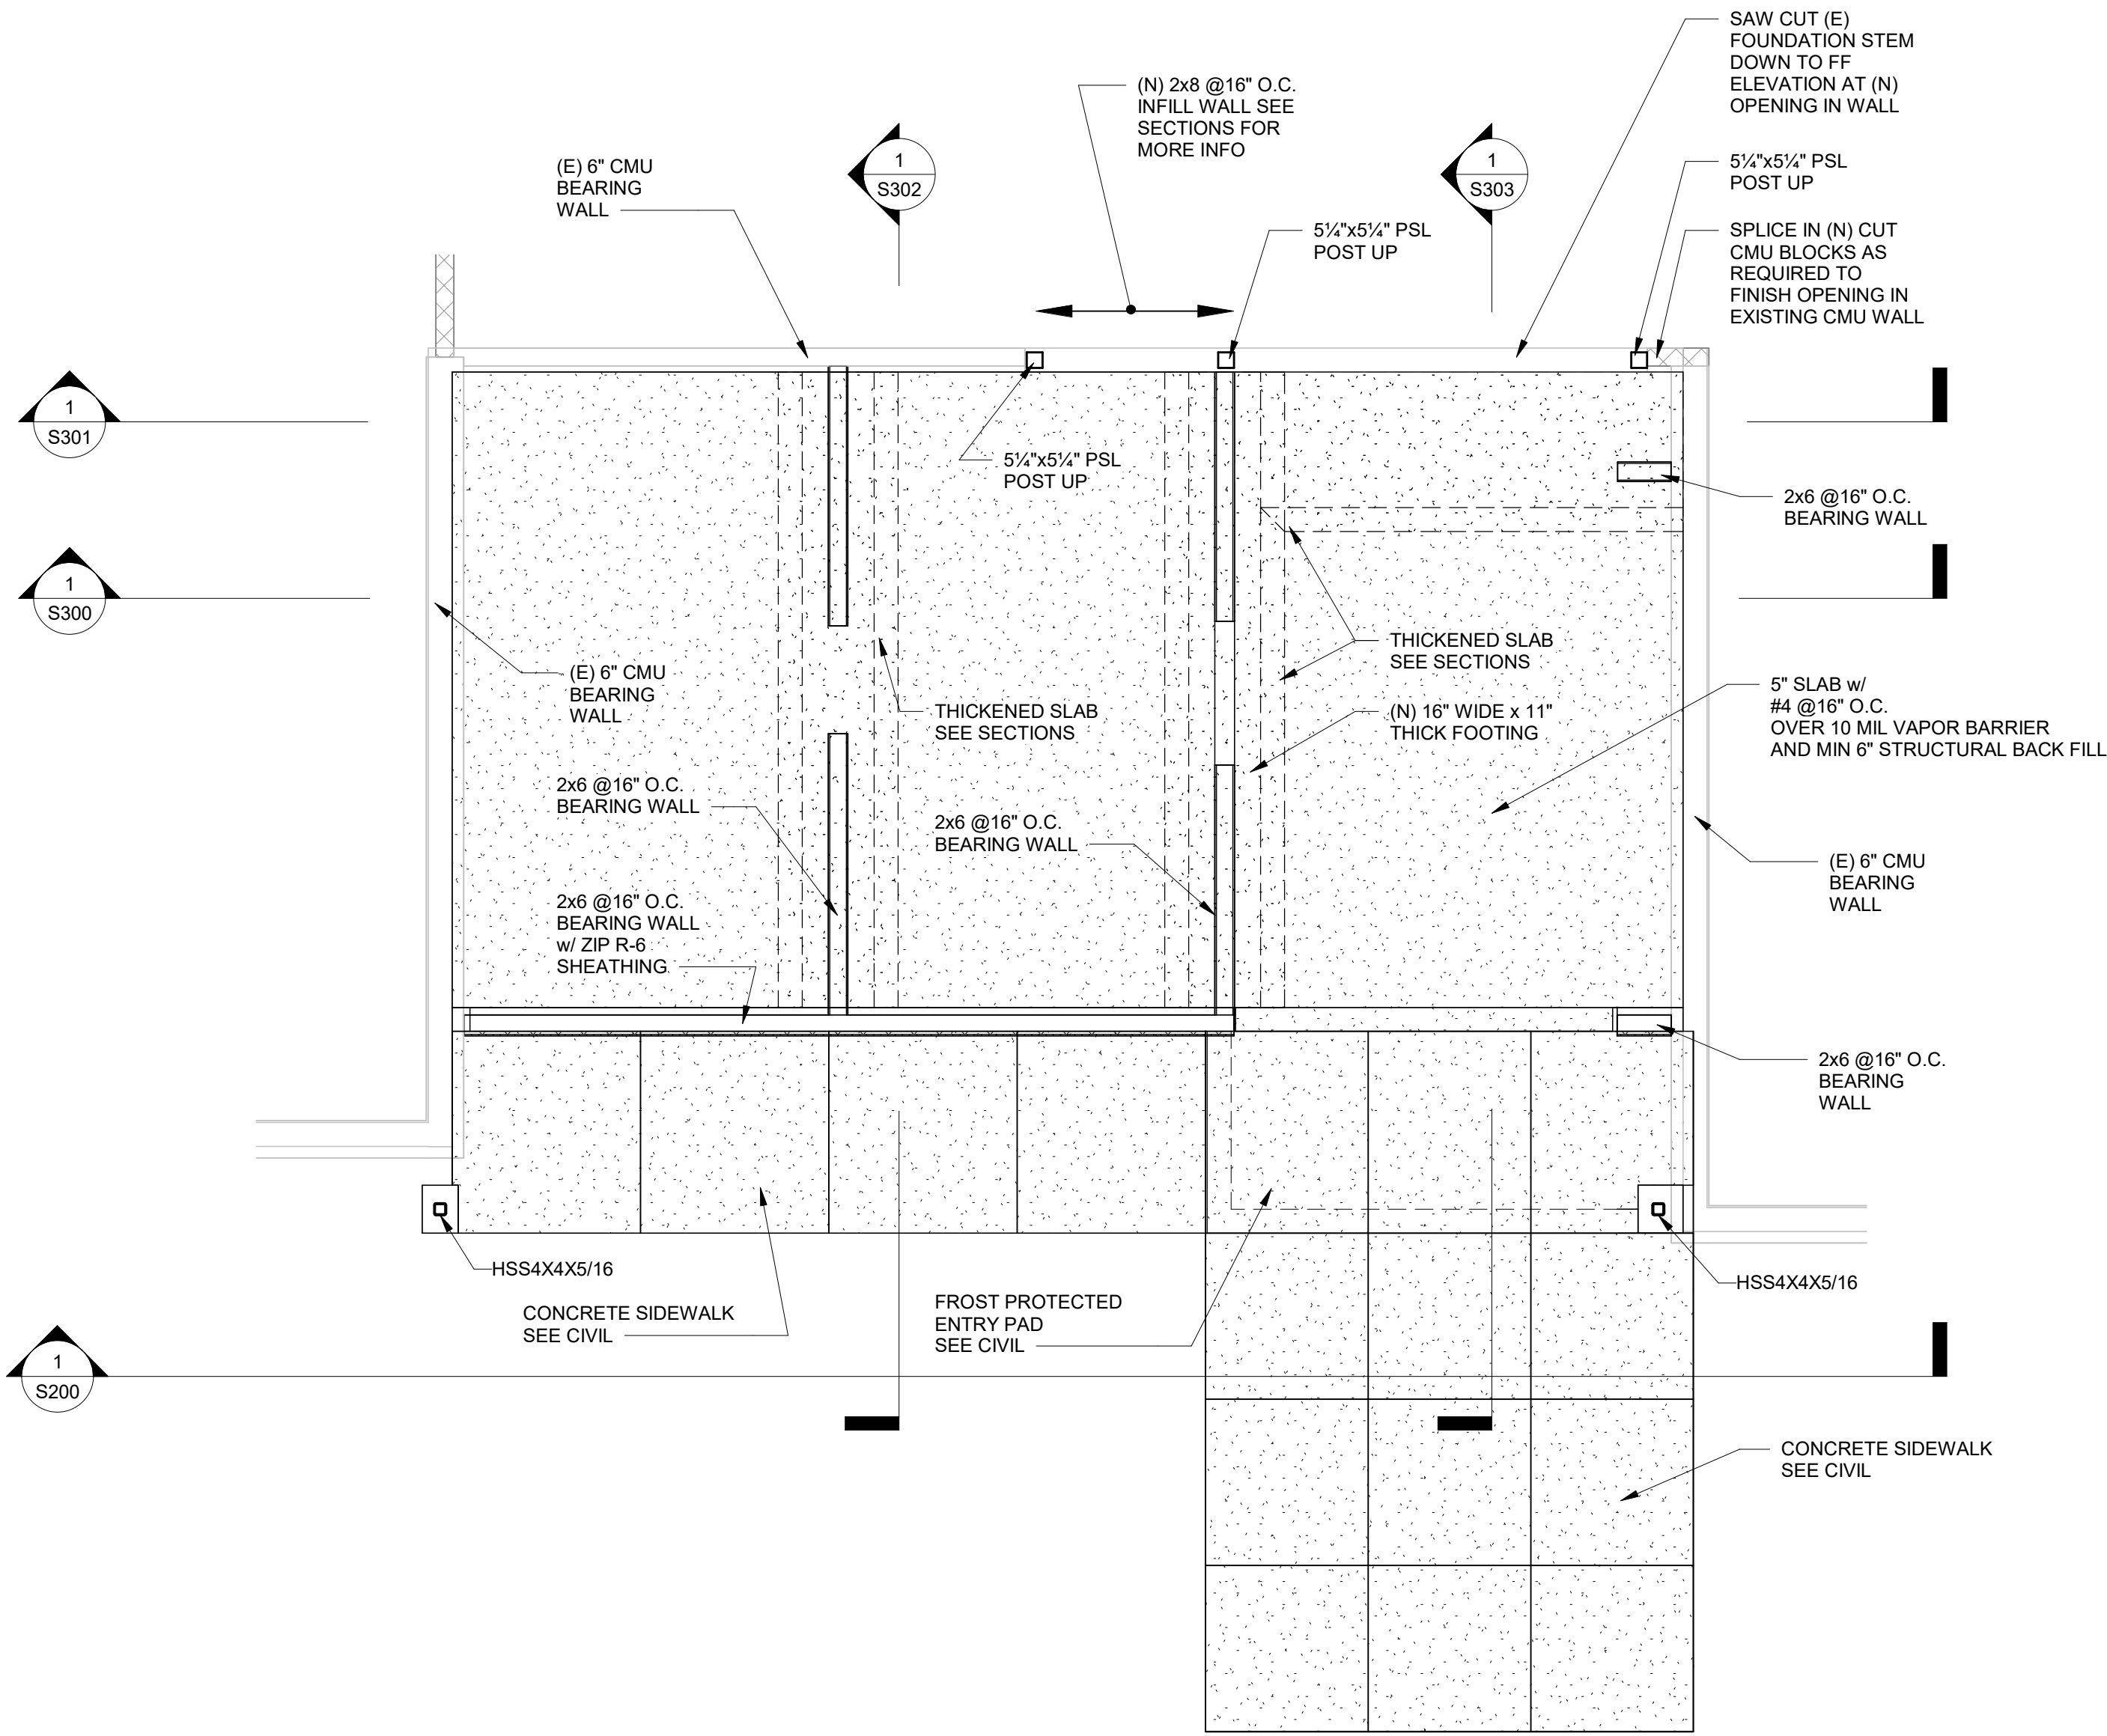 SAW CUT (E)
FOUNDATION STEM
DOWN TO FF
ELEVATION AT (N)
OPENING IN WALL
(N) 2x8 @16" O.C.
INFILL WALL SEE
SECTIONS FOR
MORE INFO
(E) 6" CMU
BEARING
WALL
1
S302
1
S303
5¼"x5¼" PSL
POST UP
5¼"x5¼" PSL
POST UP
SPLICE IN (N) CUT
CMU BLOCKS AS
REQUIRED TO
FINISH OPENING IN
EXISTING CMU WALL
1
S301
5¼"x5¼" PSL
POST UP
2x6 @16" O.C.
BEARING WALL
1
S300
(E) 6" CMU
BEARING
WALL
THICKENED SLAB
SEE SECTIONS
THICKENED SLAB
SEE SECTIONS
(N) 16" WIDE x 11"
THICK FOOTING
5" SLAB w/
#4 @16" O.C.
OVER 10 MIL VAPOR BARRIER
AND MIN 6" STRUCTURAL BACK FILL
2x6 @16" O.C.
BEARING WALL
2x6 @16" O.C.
BEARING WALL
(E) 6" CMU
BEARING
WALL
2x6 @16" O.C.
BEARING WALL
w/ ZIP R-6
SHEATHING
2x6 @16" O.C.
BEARING
WALL
HSS4X4X5/16
HSS4X4X5/16
CONCRETE SIDEWALK
SEE CIVIL
FROST PROTECTED
ENTRY PAD
SEE CIVIL
1
S200
CONCRETE SIDEWALK
SEE CIVIL